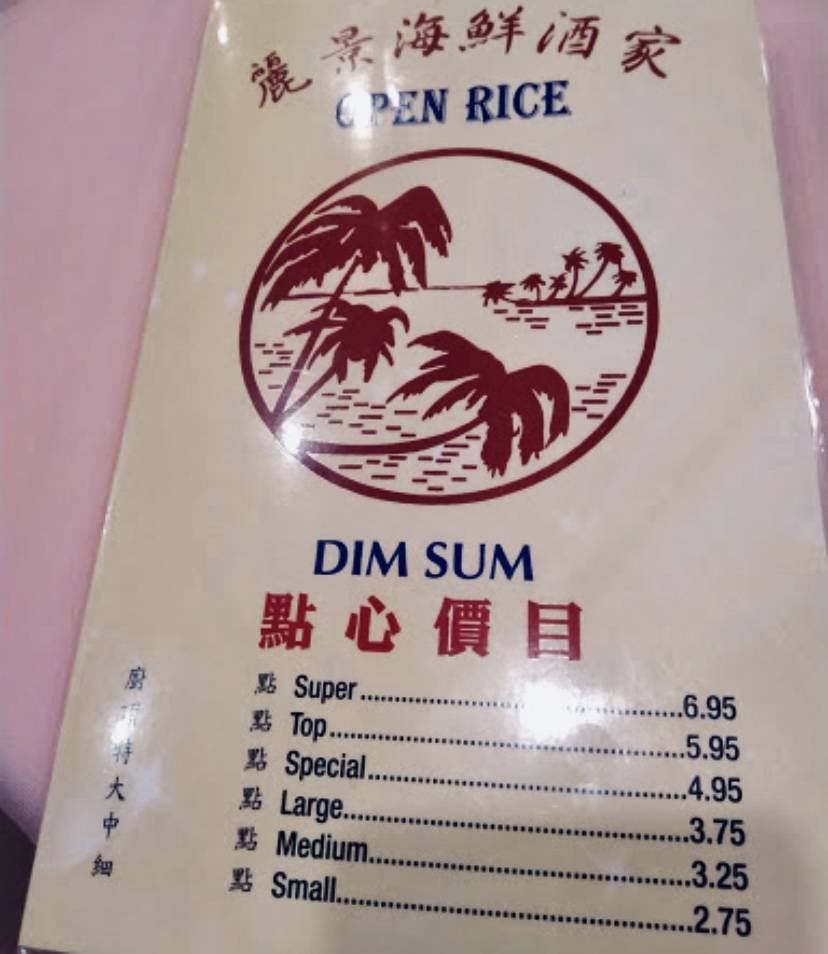 麗景海鮮酒家
OPEN RICE
DIM SUM
點心價目
廚點 Super 6.95
頂點 Top 5.95
特點 Special 4.95
大點 Large 3.75
中點 Medium 3.25
細點 Small 2.75